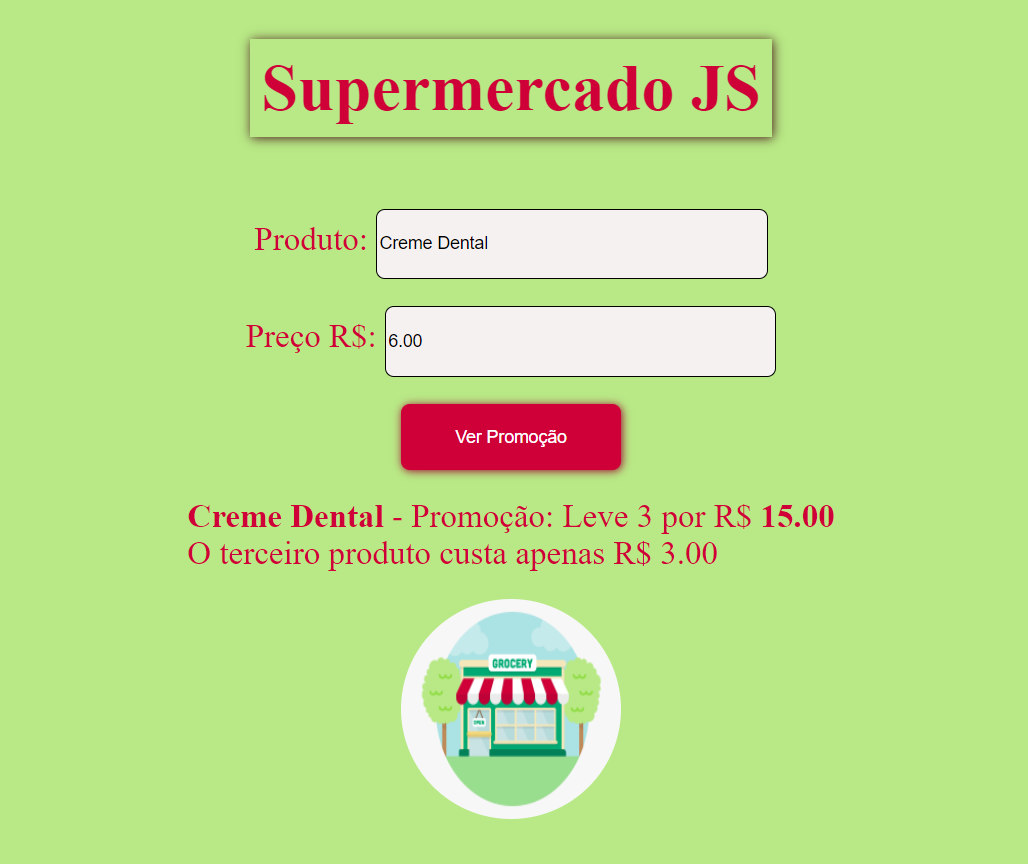 Supermercado JS
Produto: Creme Dental
Preço R$: 6.00
Ver Promoção
Creme Dental - Promoção: Leve 3 por R$ 15.00
O terceiro produto custa apenas R$ 3.00
GROCERY
OPEN